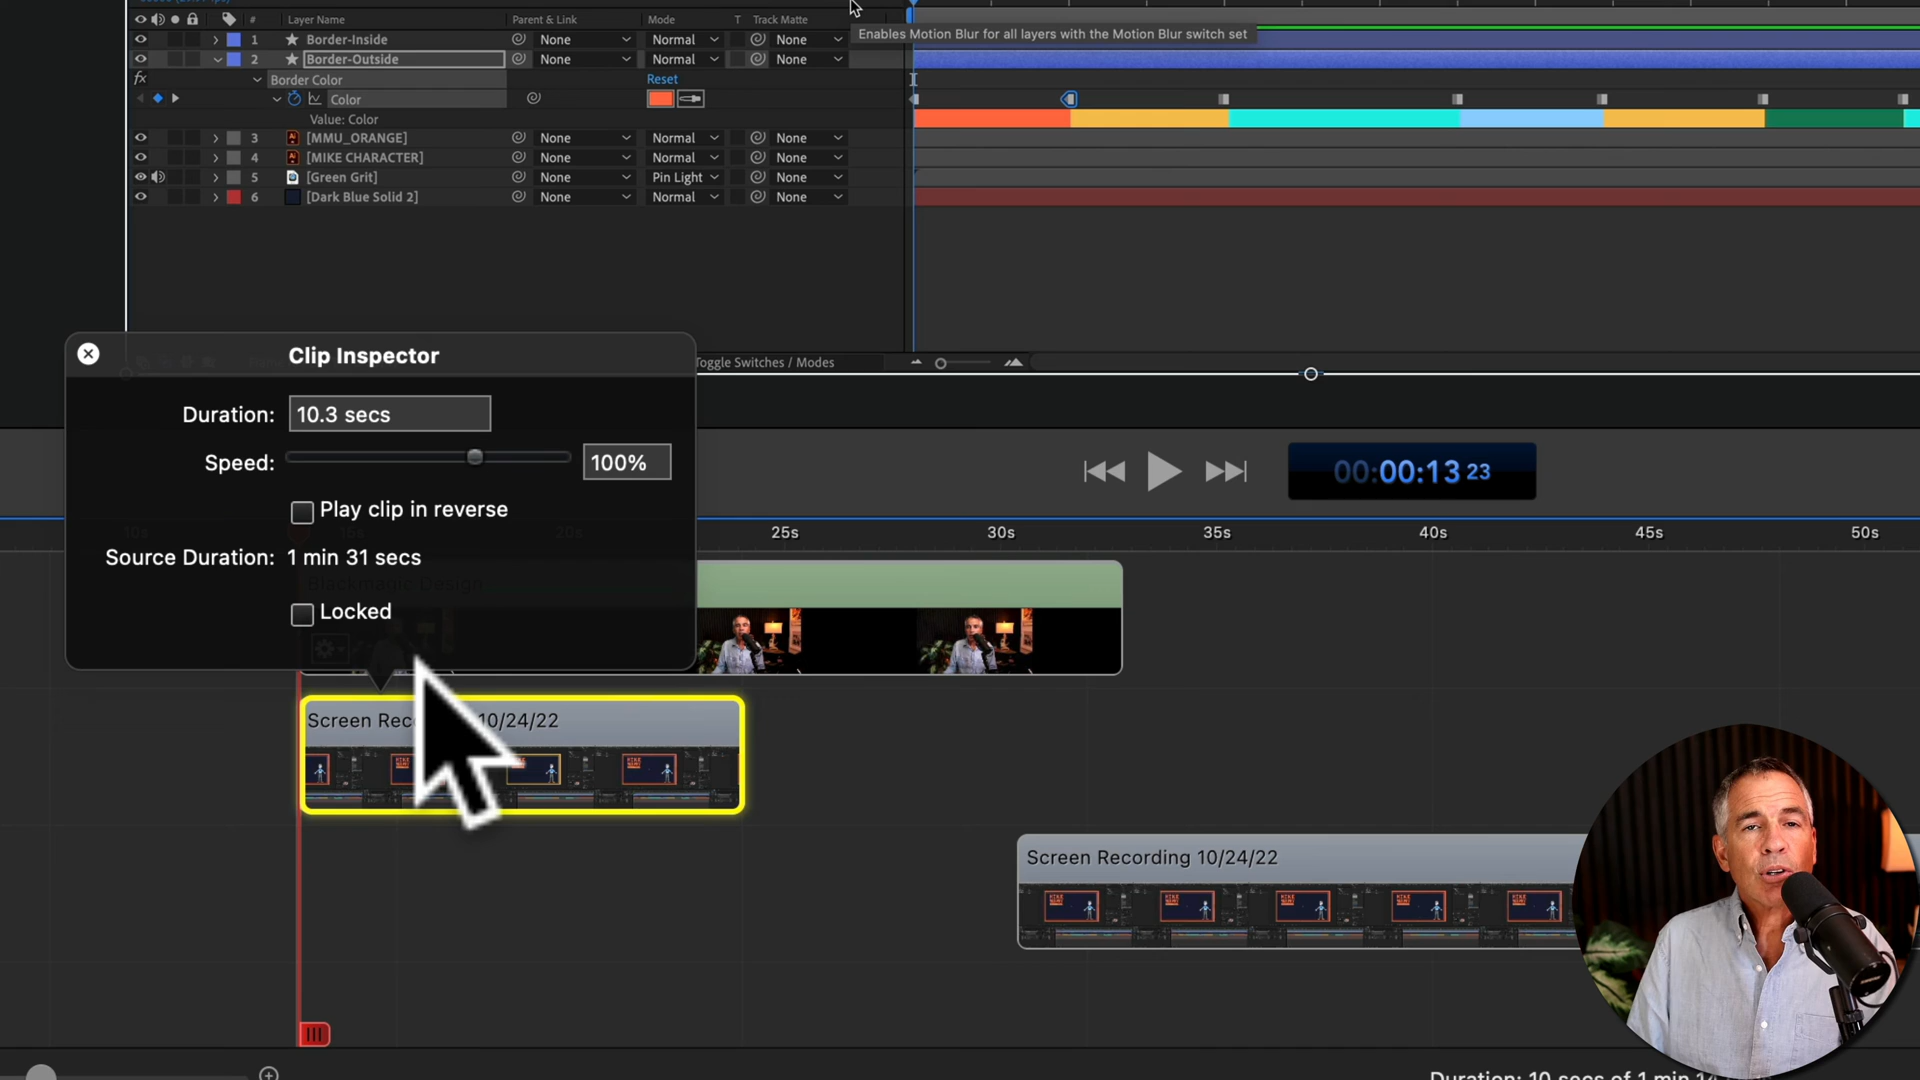 # Layer Name Parent & Link Mode T Track Matte
Enables Motion Blur for all layers with the Motion Blur switch set
1 Border-Inside None Normal None
2 Border-Outside None Normal None
fx Border Color Reset
Color
Value: Color
3 [MMU_ORANGE] None Normal None
4 [MIKE CHARACTER] None Normal None
5 [Green Grit] None Pin Light None
6 [Dark Blue Solid 2] None Normal None
Toggle Switches / Modes
Clip Inspector
Duration: 10.3 secs
Speed: 100%
Play clip in reverse
Source Duration: 1 min 31 secs
Locked
00:00:13 23
10s 15s 20s 25s 30s 35s 40s 45s 50s
Blackmagic Design
Screen Rec 10/24/22
Screen Recording 10/24/22
Duration: 10 secs of 1 min